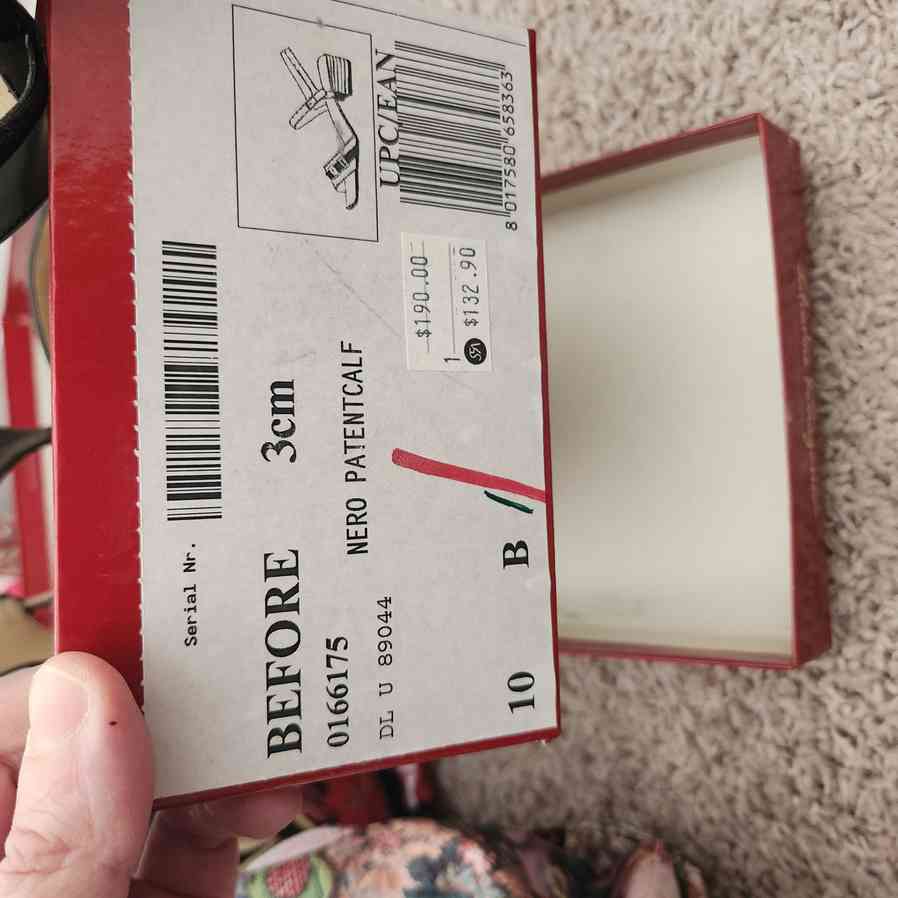 Serial Nr.
BEFORE 3cm
0166175 NERO PATENTCALF
DL U 89044
10 B
$190.00
1 $132.90
UPC/EAN
8 017580 658363